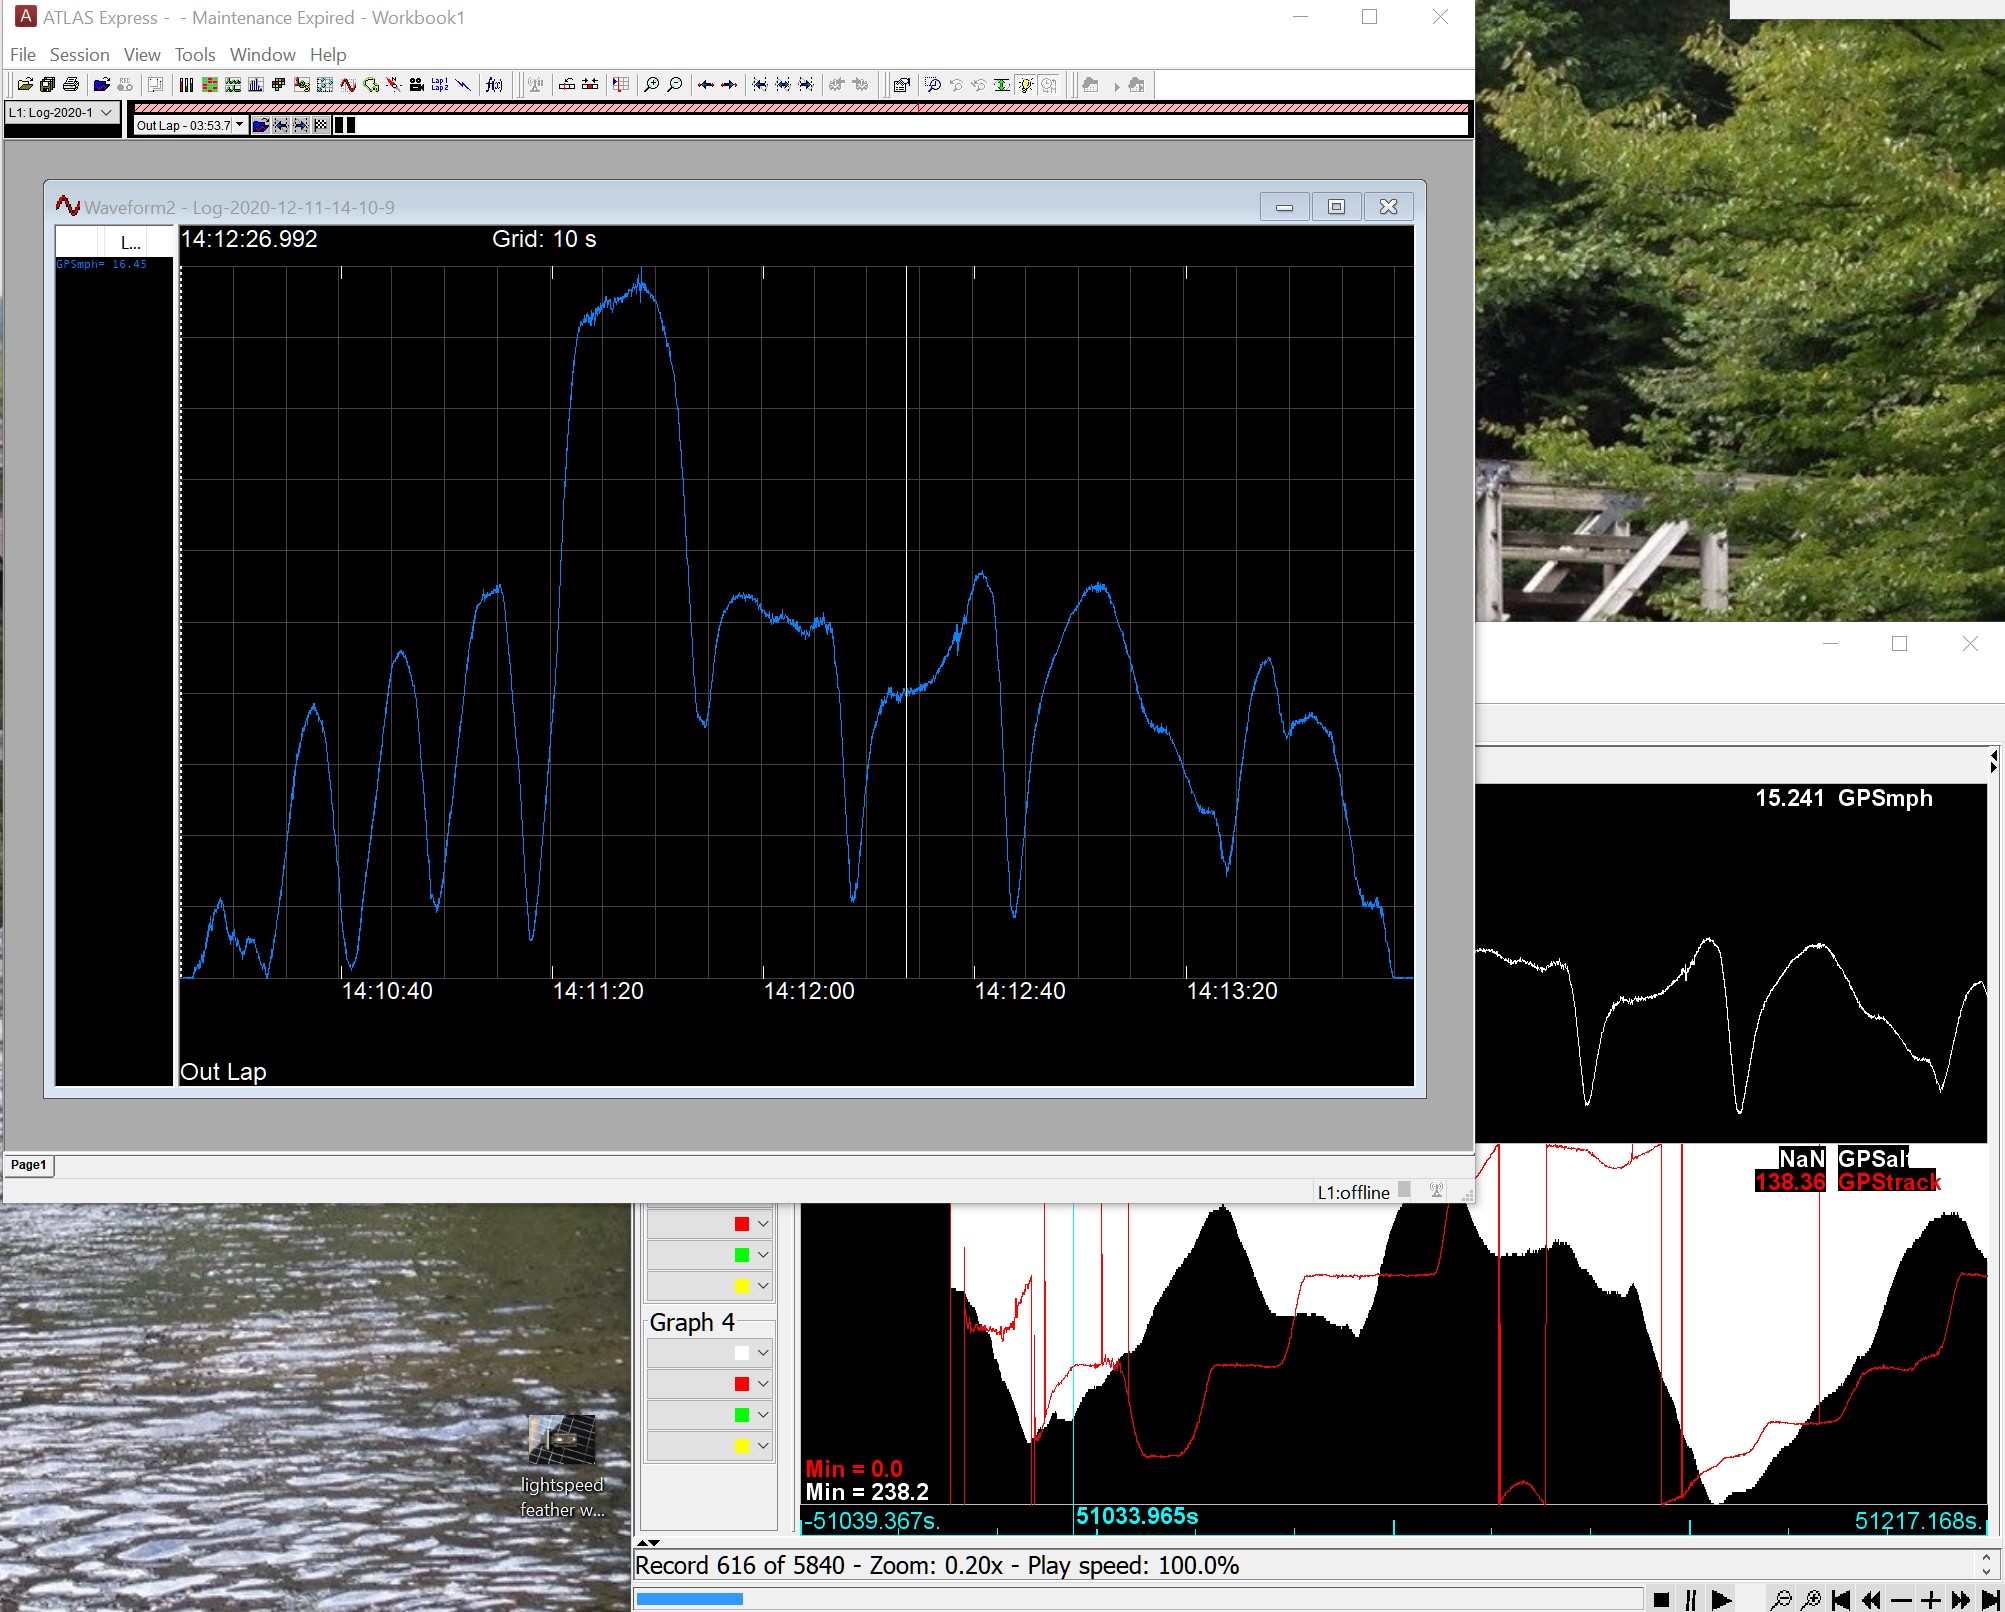 ATLAS Express -  - Maintenance Expired - Workbook1
File Session View Tools Window Help
L1: Log-2020-1
Out Lap - 03:53.7
Waveform2 - Log-2020-12-11-14-10-9
L...
GPSmph= 16.45
14:12:26.992 Grid: 10 s
14:10:40 14:11:20 14:12:00 14:12:40 14:13:20
Out Lap
Page1
L1:offline
15.241 GPSmph
NaN GPSalt
138.36 GPStrack
Graph 4
Min = 0.0
Min = 238.2
-51039.367s. 51033.965s 51217.168s.
Record 616 of 5840 - Zoom: 0.20x - Play speed: 100.0%
lightspeed
feather w...